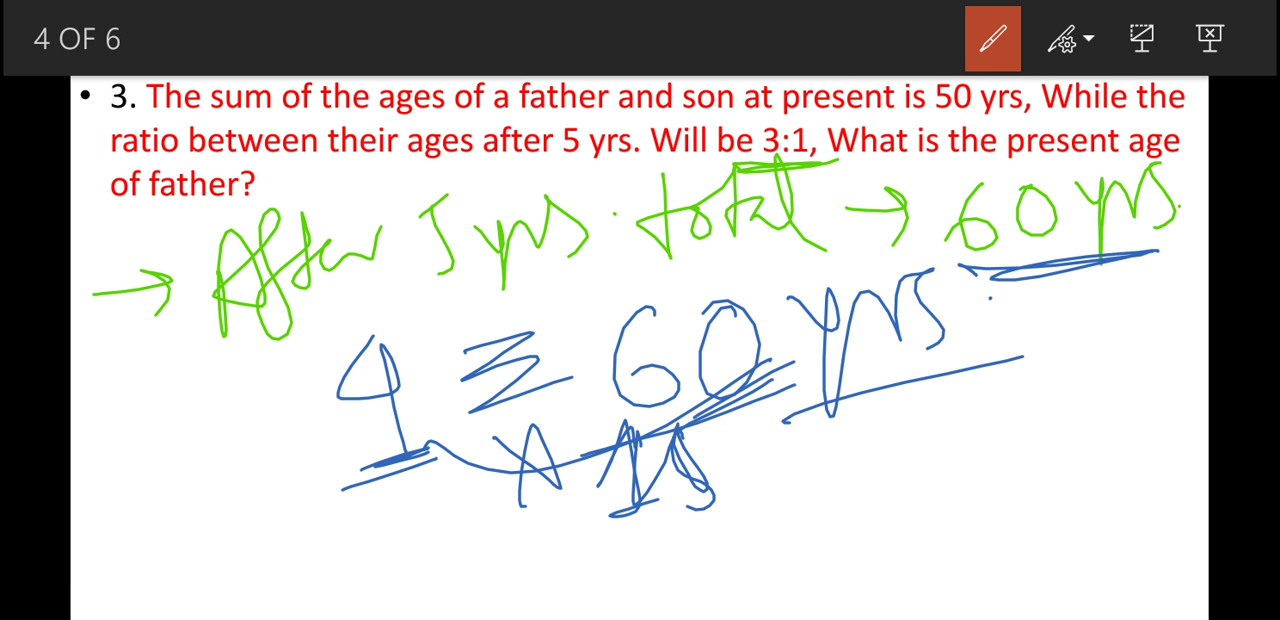 4 OF 6
• 3. The sum of the ages of a father and son at present is 50 yrs, While the
ratio between their ages after 5 yrs. Will be 3:1, What is the present age
of father?
→ After 5 yrs. total → 60 yrs.
4 ≡ 60 yrs
× 15